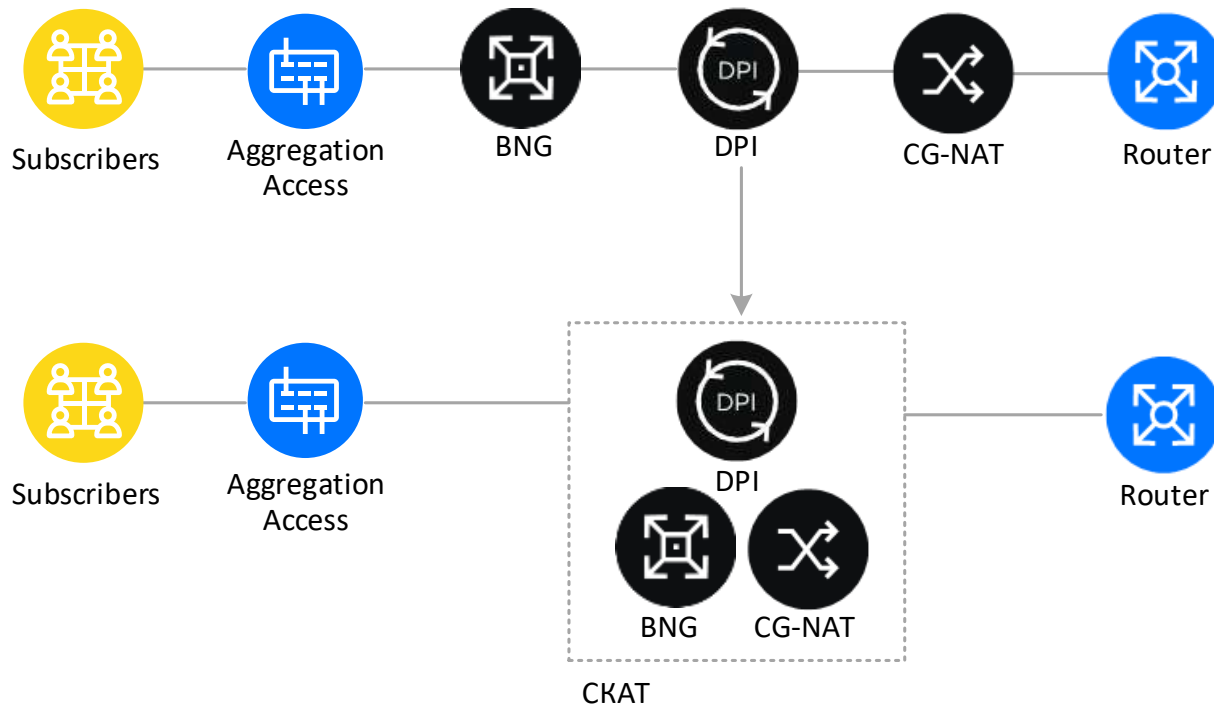 DPI
Subscribers
Aggregation
Access
BNG
DPI
CG-NAT
Router
DPI
Subscribers
Aggregation
Access
DPI
Router
BNG
CG-NAT
СКАТ